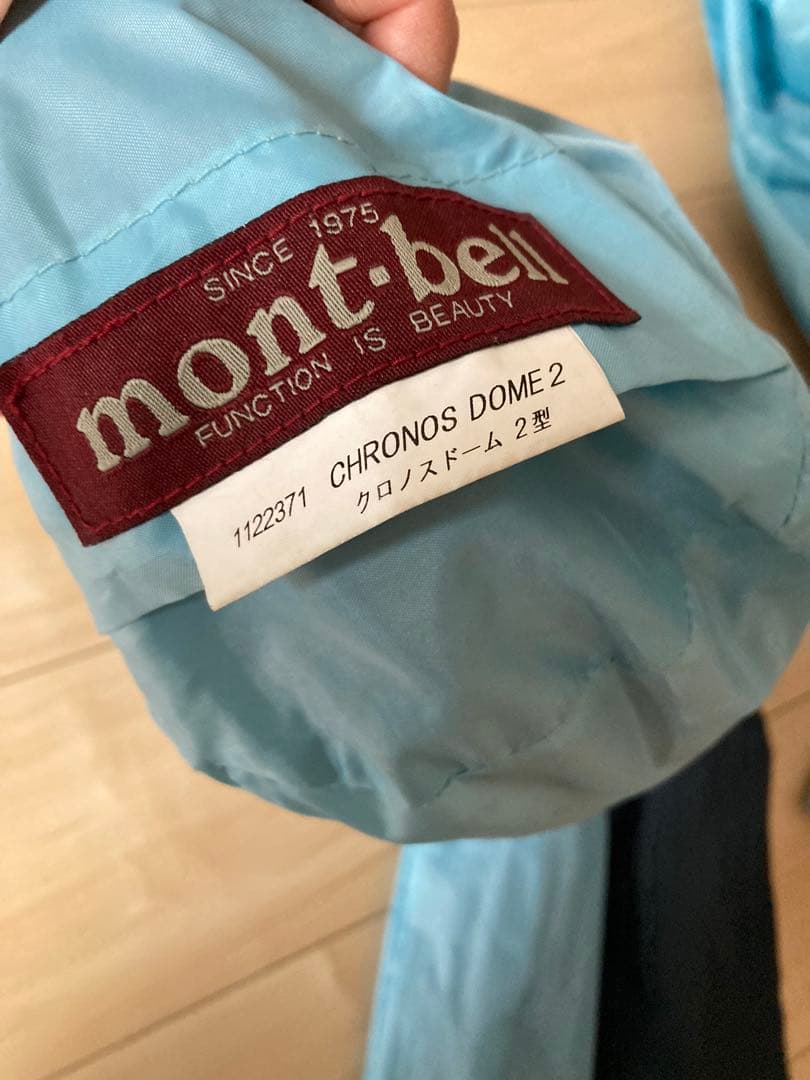 SINCE 1975
mont-bell
FUNCTION IS BEAUTY
1122371 CHRONOS DOME 2
クロノスドーム 2型